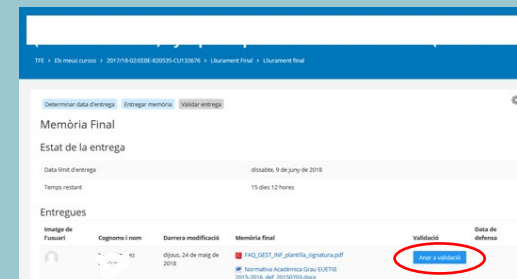 TFE > Els meus cursos > 2017/18-02:EEBE-820535-CU133676 > Lliurament Final > Lliurament final
Determinar data d'entrega Entregar memòria Validar entrega
Memòria Final
Estat de la entrega
Data límit d'entrega dissabte, 9 de juny de 2018
Temps restant 15 dies 12 hores
Entregues
Imatge de l'usuari Cognoms i nom Darrera modificació Memòria final Validació Data de defensa
dijous, 24 de maig de 2018
FAQ_GEST_INF_plantilla_signatura.pdf
Anar a validació
Normativa Acadèmica Grau EUETIB
2015-2016_def_20150703.docx